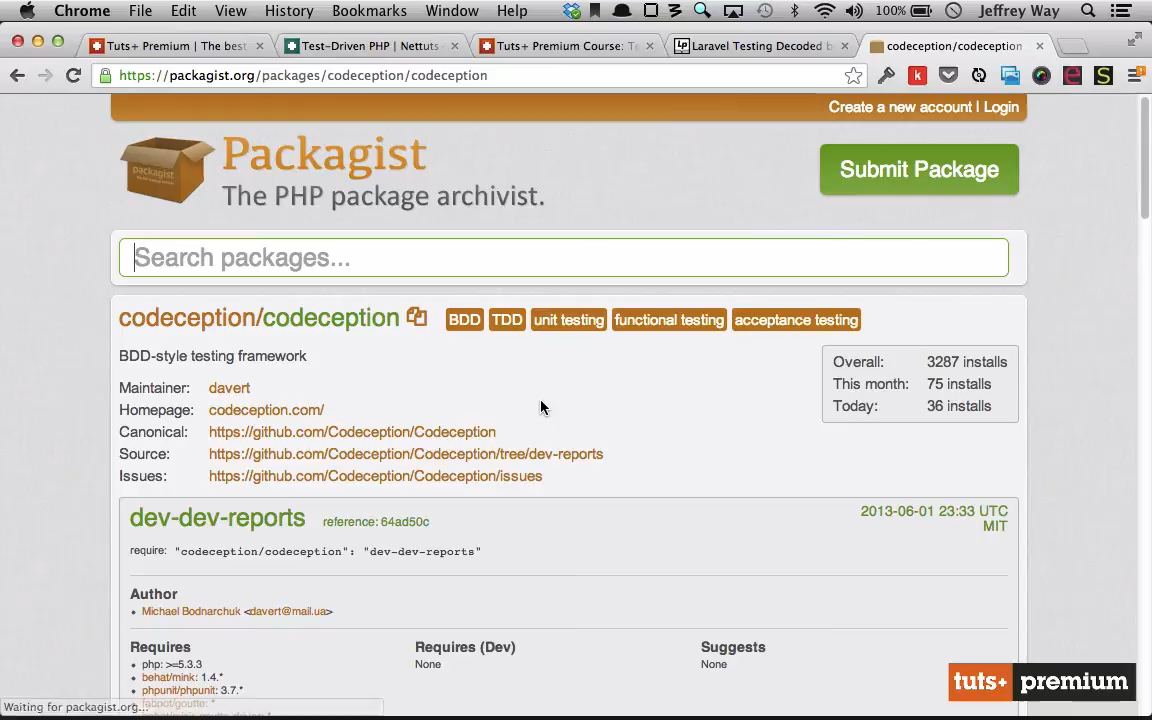 Chrome File Edit View History Bookmarks Window Help 100% Jeffrey Way
Tuts+ Premium | The best
Test-Driven PHP | Nettuts
Tuts+ Premium Course: Te
Laravel Testing Decoded b
codeception/codeception
https://packagist.org/packages/codeception/codeception
Create a new account | Login
packagist
Packagist
The PHP package archivist.
Submit Package
Search packages...
codeception/codeception BDD TDD unit testing functional testing acceptance testing
BDD-style testing framework
Overall: 3287 installs
This month: 75 installs
Today: 36 installs
Maintainer: davert
Homepage: codeception.com/
Canonical: https://github.com/Codeception/Codeception
Source: https://github.com/Codeception/Codeception/tree/dev-reports
Issues: https://github.com/Codeception/Codeception/issues
dev-dev-reports reference: 64ad50c
2013-06-01 23:33 UTC
MIT
require: "codeception/codeception": "dev-dev-reports"
Author
Michael Bodnarchuk <davert@mail.ua>
Requires
php: >=5.3.3
behat/mink: 1.4.*
phpunit/phpunit: 3.7.*
fabpot/goutte: *
Requires (Dev)
None
Suggests
None
Waiting for packagist.org...
tuts+ premium